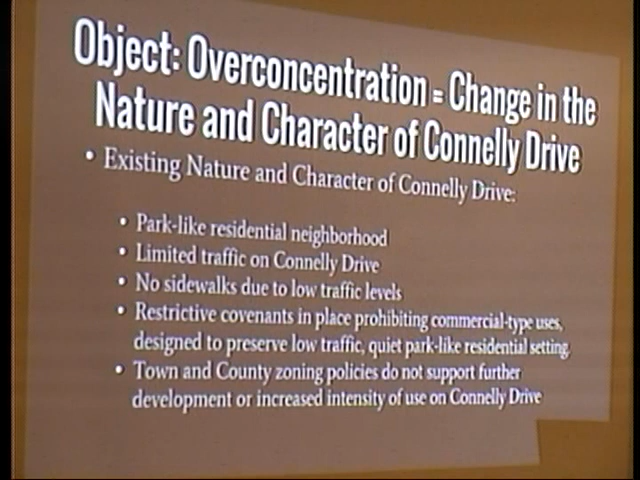 Object: Overconcentration = Change in the
Nature and Character of Connelly Drive
• Existing Nature and Character of Connelly Drive:
• Park-like residential neighborhood
• Limited traffic on Connelly Drive
• No sidewalks due to low traffic levels
• Restrictive covenants in place prohibiting commercial-type uses,
designed to preserve low traffic, quiet park-like residential setting.
• Town and County zoning policies do not support further
development or increased intensity of use on Connelly Drive